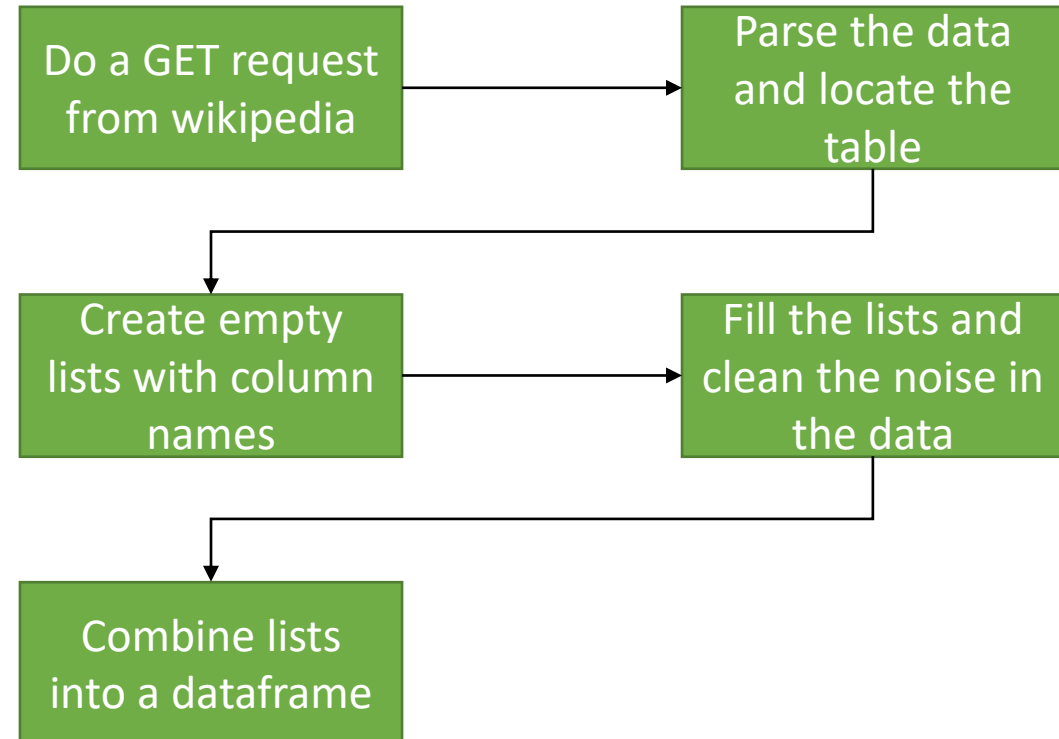 Do a GET request
from wikipedia
Parse the data
and locate the
table
Create empty
lists with column
names
Fill the lists and
clean the noise in
the data
Combine lists
into a dataframe